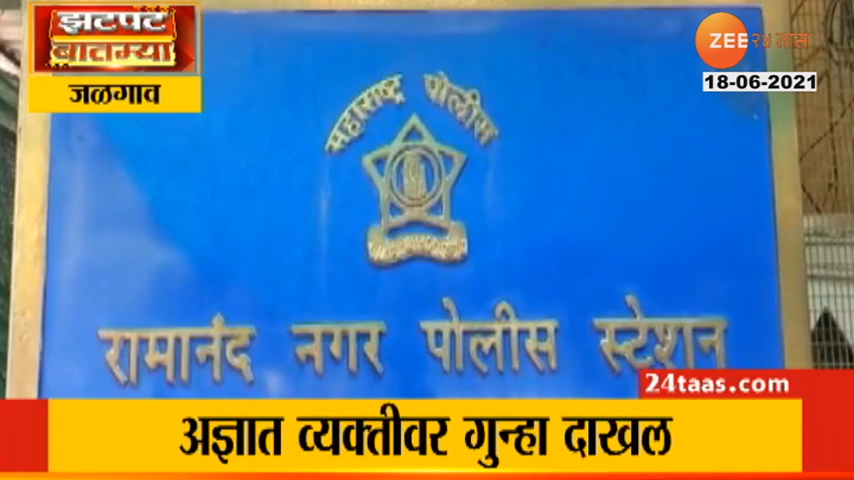 झटपट
बातम्या
जळगाव
ZEE २४ तास
18-06-2021
महाराष्ट्र पोलीस
रामानंद नगर पोलीस स्टेशन
24taas.com
अज्ञात व्यक्तीवर गुन्हा दाखल